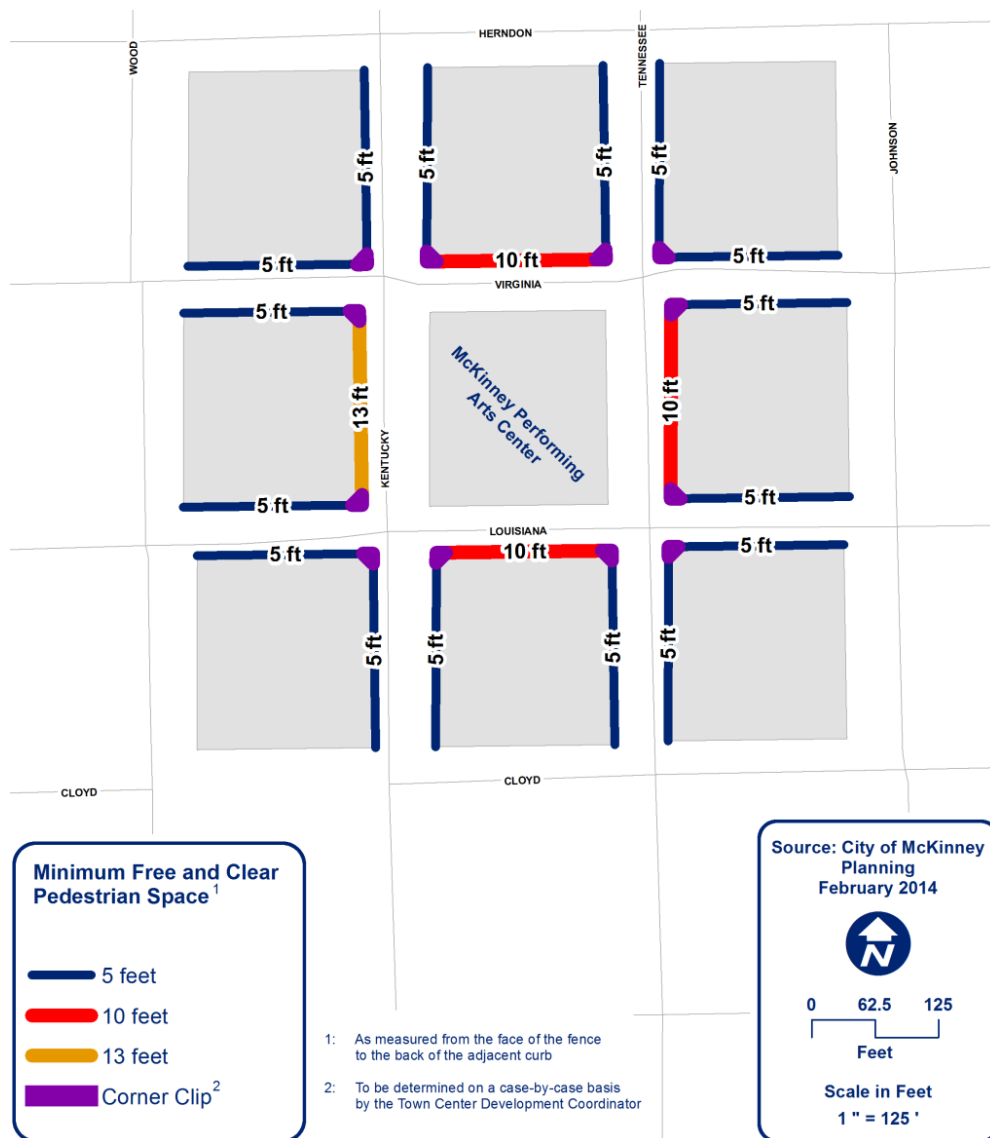 HERNDON
WOOD
TENNESSEE
JOHNSON
5 ft
5 ft
5 ft
5 ft
5 ft
10 ft
5 ft
VIRGINIA
5 ft
5 ft
13 ft
KENTUCKY
McKinney Performing
Arts Center
10 ft
5 ft
5 ft
LOUISIANA
5 ft
10 ft
5 ft
5 ft
5 ft
5 ft
5 ft
CLOYD
CLOYD
Minimum Free and Clear
Pedestrian Space 1
5 feet
10 feet
13 feet
Corner Clip2
1: As measured from the face of the fence
to the back of the adjacent curb
2: To be determined on a case-by-case basis
by the Town Center Development Coordinator
Source: City of McKinney
Planning
February 2014
N
0 62.5 125
Feet
Scale in Feet
1 " = 125 '